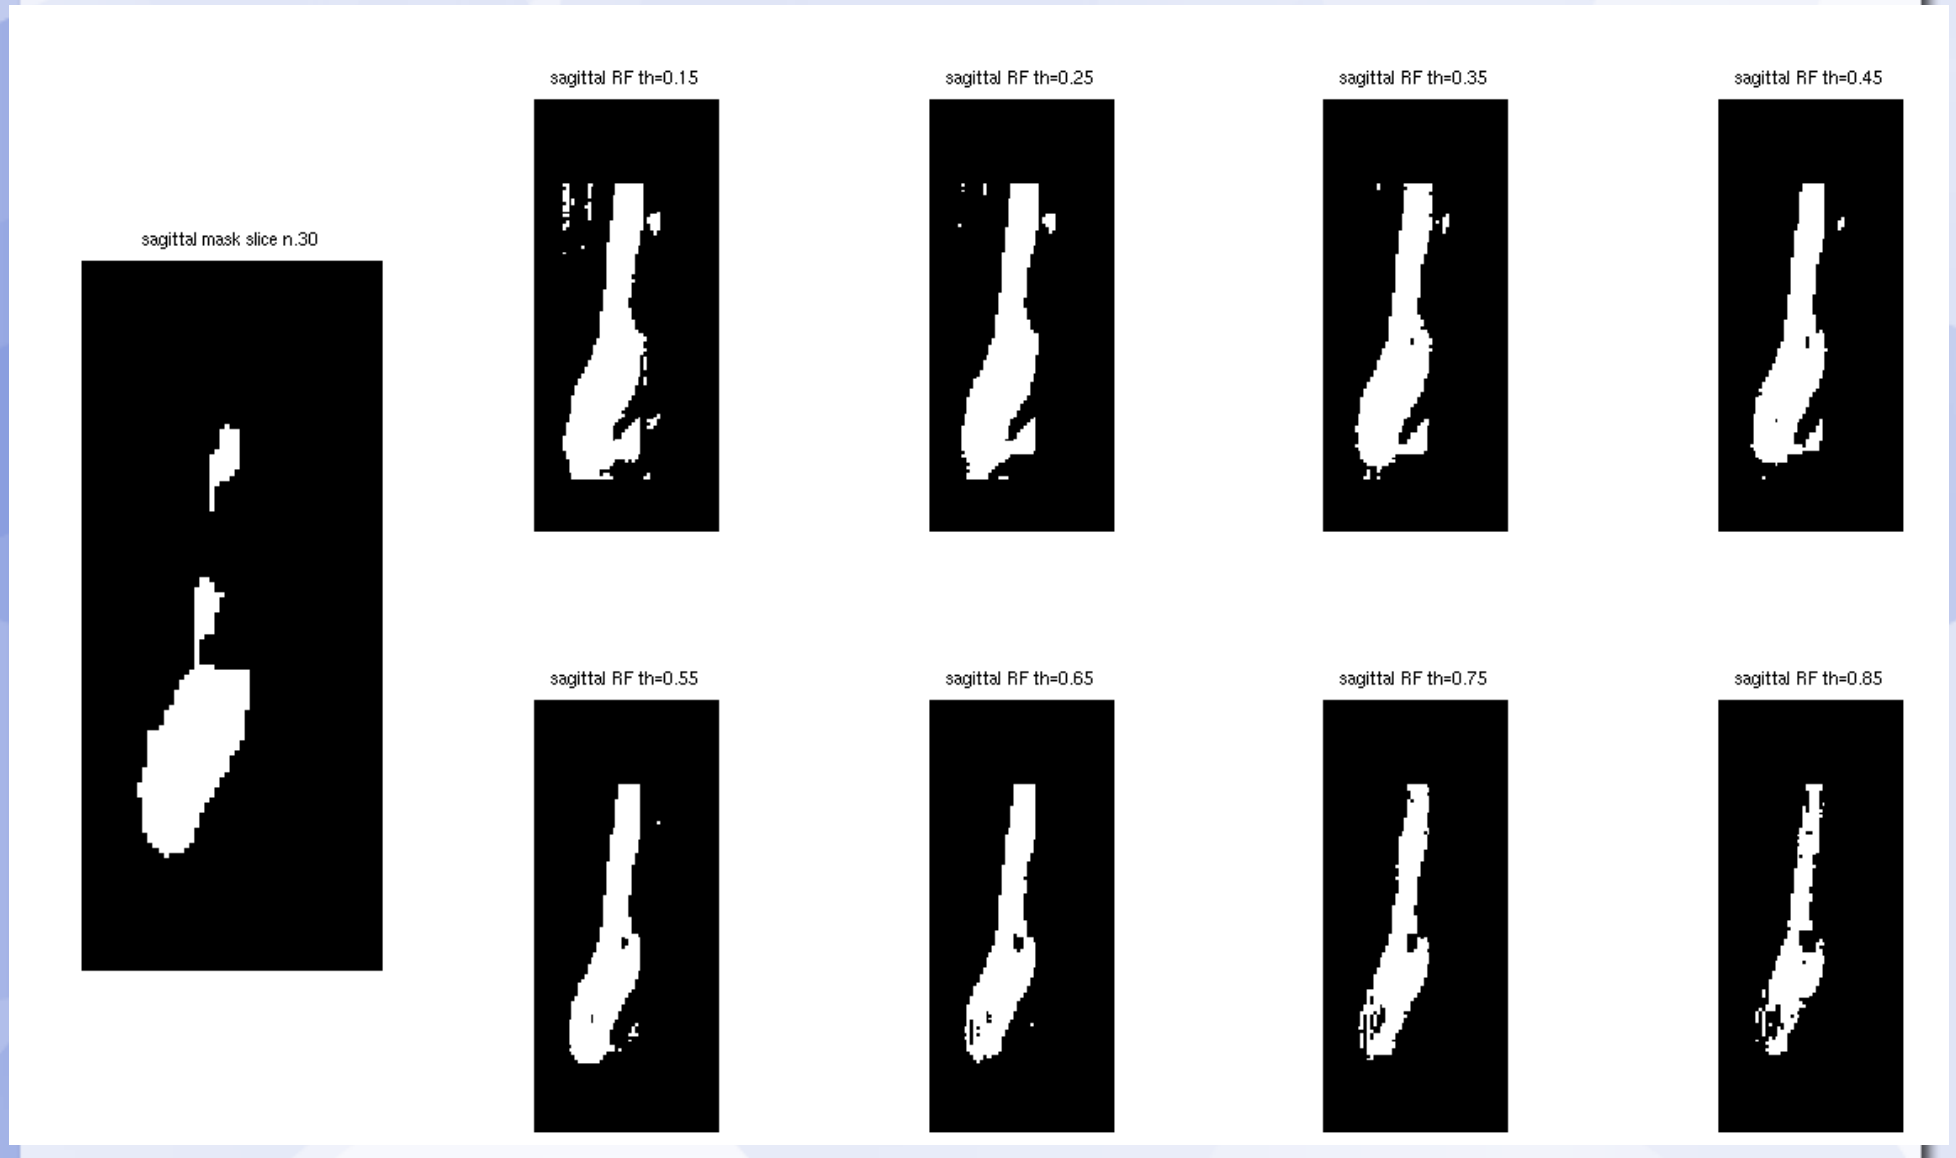 sagittal mask slice n.30
sagittal RF th=0.15
sagittal RF th=0.25
sagittal RF th=0.35
sagittal RF th=0.45
sagittal RF th=0.55
sagittal RF th=0.65
sagittal RF th=0.75
sagittal RF th=0.85